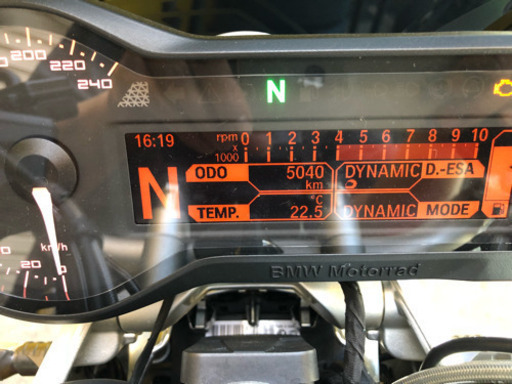 200
220
240
N
16:19 rpm 0 1 2 3 4 5 6 7 8 9 10
x
1000
N
ODO 5040 DYNAMIC D.-ESA
km
°C
TEMP. 22.5 DYNAMIC MODE
km/h
20 0
BMW Motorrad